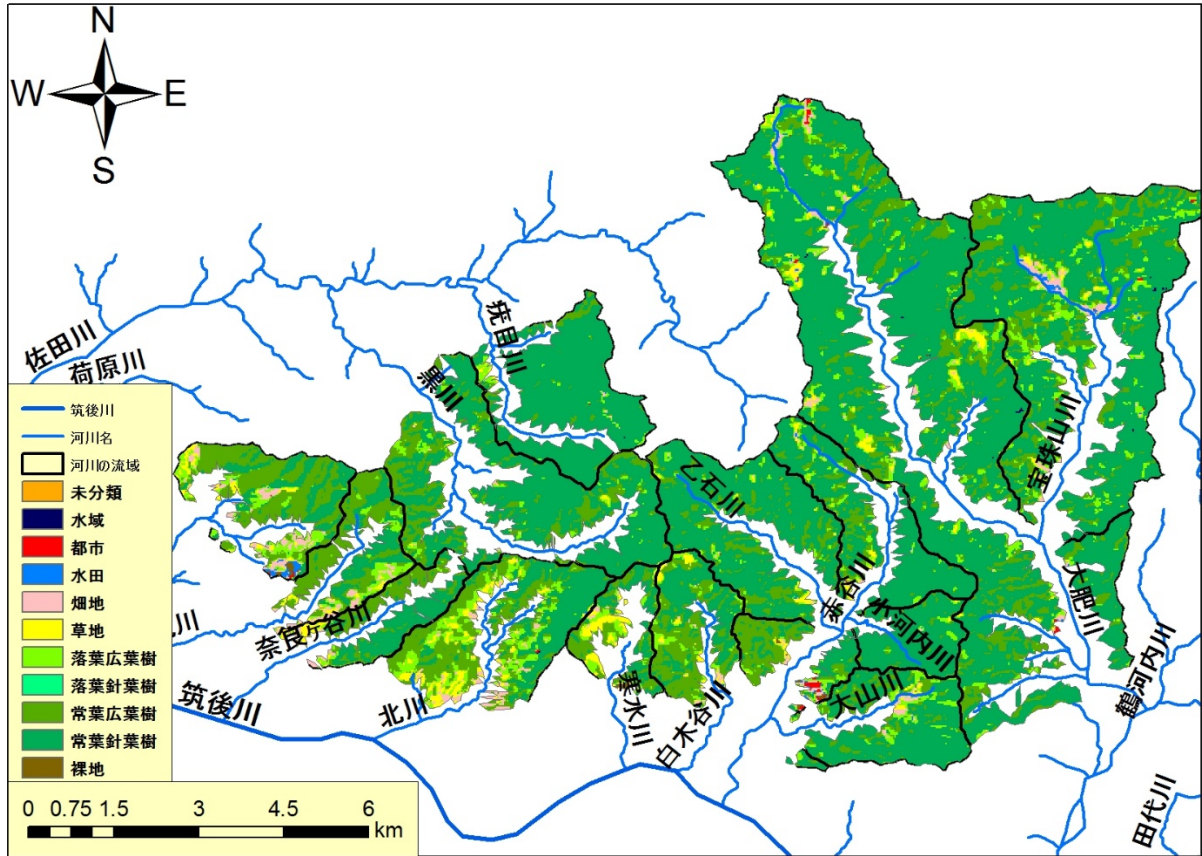 N
W E
S
佐田川
荷原川
疣目川
黒川
乙石川
宝珠山川
赤谷川
大肥川
奈良ヶ谷川
大山川
鶴河内川
筑後川
北川
寒水川
白木谷川
田代川
筑後川
河川名
河川の流域
未分類
水域
都市
水田
畑地
草地
落葉広葉樹
落葉針葉樹
常葉広葉樹
常葉針葉樹
裸地
0 0.75 1.5 3 4.5 6
km